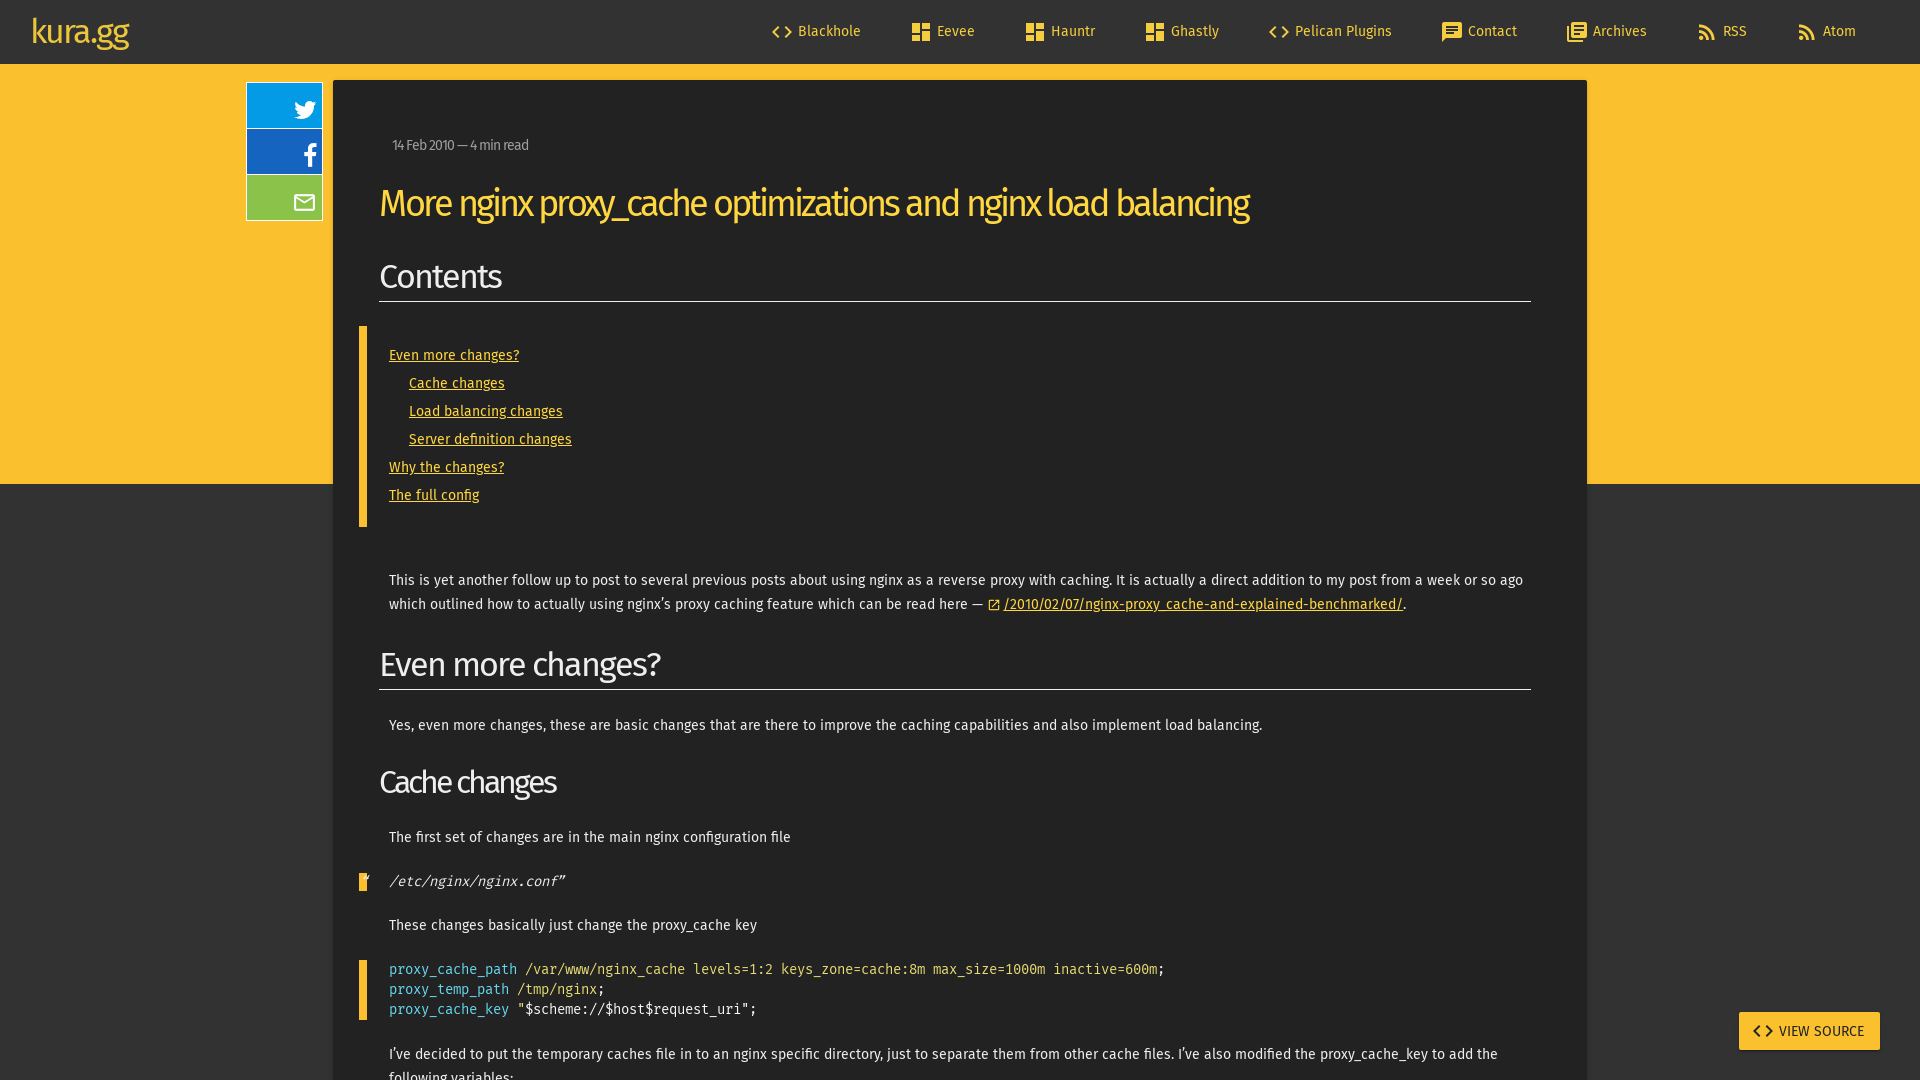 kura.gg
Blackhole
Eevee
Hauntr
Ghastly
Pelican Plugins
Contact
Archives
RSS
Atom
14 Feb 2010 — 4 min read
More nginx proxy_cache optimizations and nginx load balancing
Contents
Even more changes?
Cache changes
Load balancing changes
Server definition changes
Why the changes?
The full config
This is yet another follow up to post to several previous posts about using nginx as a reverse proxy with caching. It is actually a direct addition to my post from a week or so ago
which outlined how to actually using nginx’s proxy caching feature which can be read here — /2010/02/07/nginx-proxy_cache-and-explained-benchmarked/.
Even more changes?
Yes, even more changes, these are basic changes that are there to improve the caching capabilities and also implement load balancing.
Cache changes
The first set of changes are in the main nginx configuration file
“ /etc/nginx/nginx.conf”
These changes basically just change the proxy_cache key
proxy_cache_path /var/www/nginx_cache levels=1:2 keys_zone=cache:8m max_size=1000m inactive=600m;
proxy_temp_path /tmp/nginx;
proxy_cache_key "$scheme://$host$request_uri";
I’ve decided to put the temporary caches file in to an nginx specific directory, just to separate them from other cache files. I’ve also modified the proxy_cache_key to add the
following variables:
VIEW SOURCE